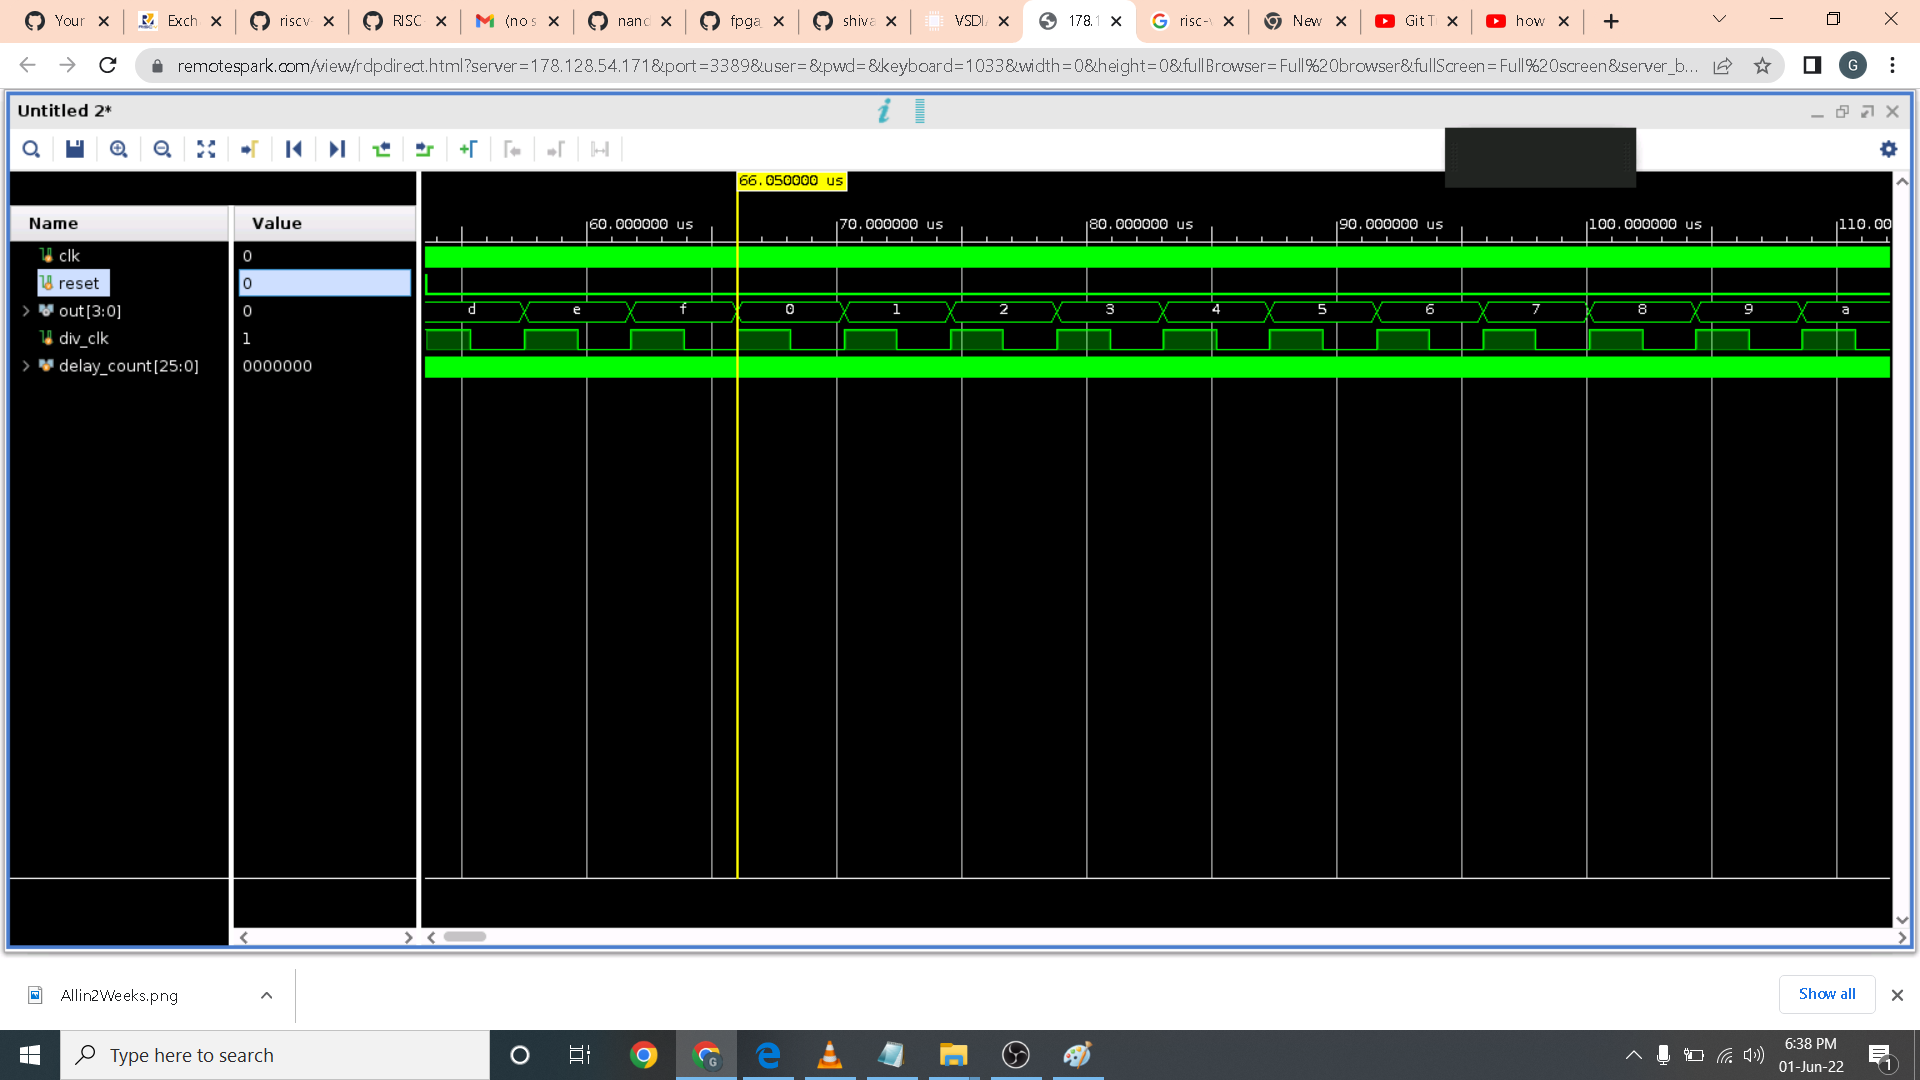 Your
Exch
riscv
RISC
(no s
nand
fpga_
shiva
VSDI
178.1
risc-v
New
Git T
how
remotespark.com/view/rdpdirect.html?server=178.128.54.171&port=3389&user=&pwd=&keyboard=1033&width=0&height=0&fullBrowser=Full%20browser&fullScreen=Full%20screen&server_b...
G
Untitled 2*
66.050000 us
Name Value
60.000000 us 70.000000 us 80.000000 us 90.000000 us 100.000000 us 110.00
clk 0
reset 0
out[3:0] 0 d e f 0 1 2 3 4 5 6 7 8 9 a
div_clk 1
delay_count[25:0] 0000000
Allin2Weeks.png
Show all
Type here to search
G
6:38 PM
01-Jun-22
1